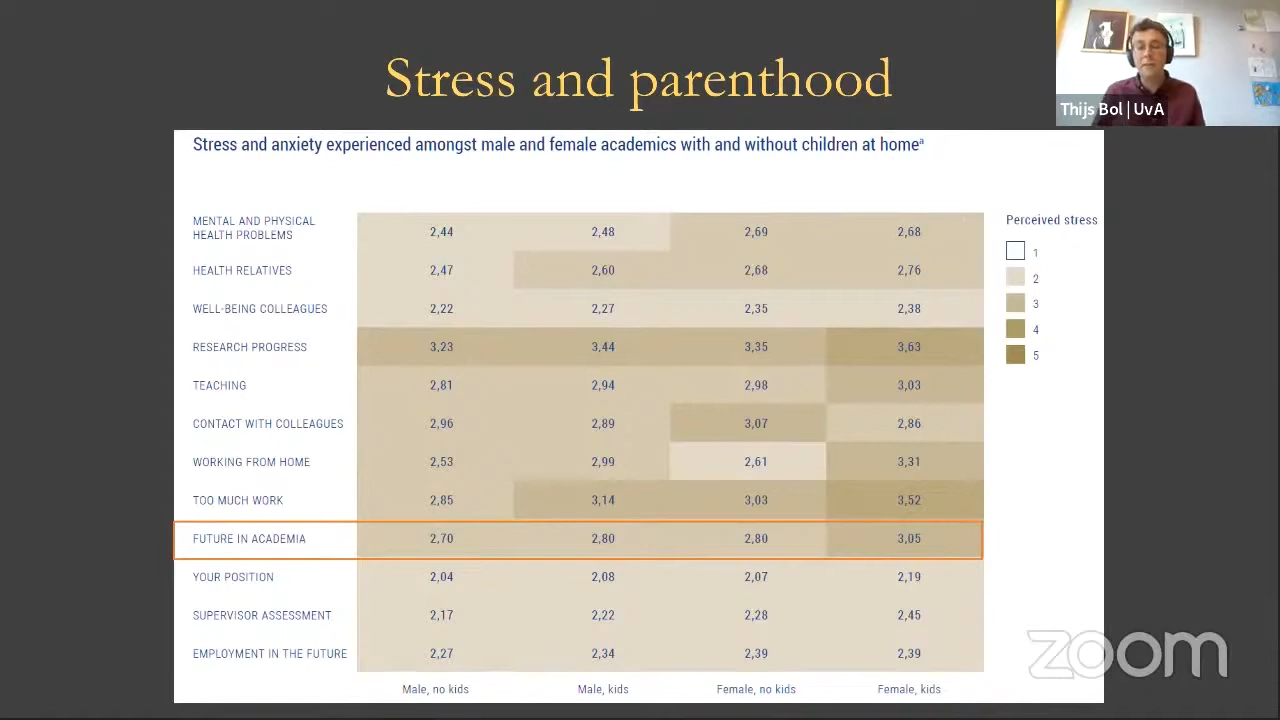 Stress and parenthood
Thijs Bol | UvA
Stress and anxiety experienced amongst male and female academics with and without children at homeª
Perceived stress
1
2
3
4
5
MENTAL AND PHYSICAL
HEALTH PROBLEMS 2,44 2,48 2,69 2,68
HEALTH RELATIVES 2,47 2,60 2,68 2,76
WELL-BEING COLLEAGUES 2,22 2,27 2,35 2,38
RESEARCH PROGRESS 3,23 3,44 3,35 3,63
TEACHING 2,81 2,94 2,98 3,03
CONTACT WITH COLLEAGUES 2,96 2,89 3,07 2,86
WORKING FROM HOME 2,53 2,99 2,61 3,31
TOO MUCH WORK 2,85 3,14 3,03 3,52
FUTURE IN ACADEMIA 2,70 2,80 2,80 3,05
YOUR POSITION 2,04 2,08 2,07 2,19
SUPERVISOR ASSESSMENT 2,17 2,22 2,28 2,45
EMPLOYMENT IN THE FUTURE 2,27 2,34 2,39 2,39
Male, no kids Male, kids Female, no kids Female, kids
zoom